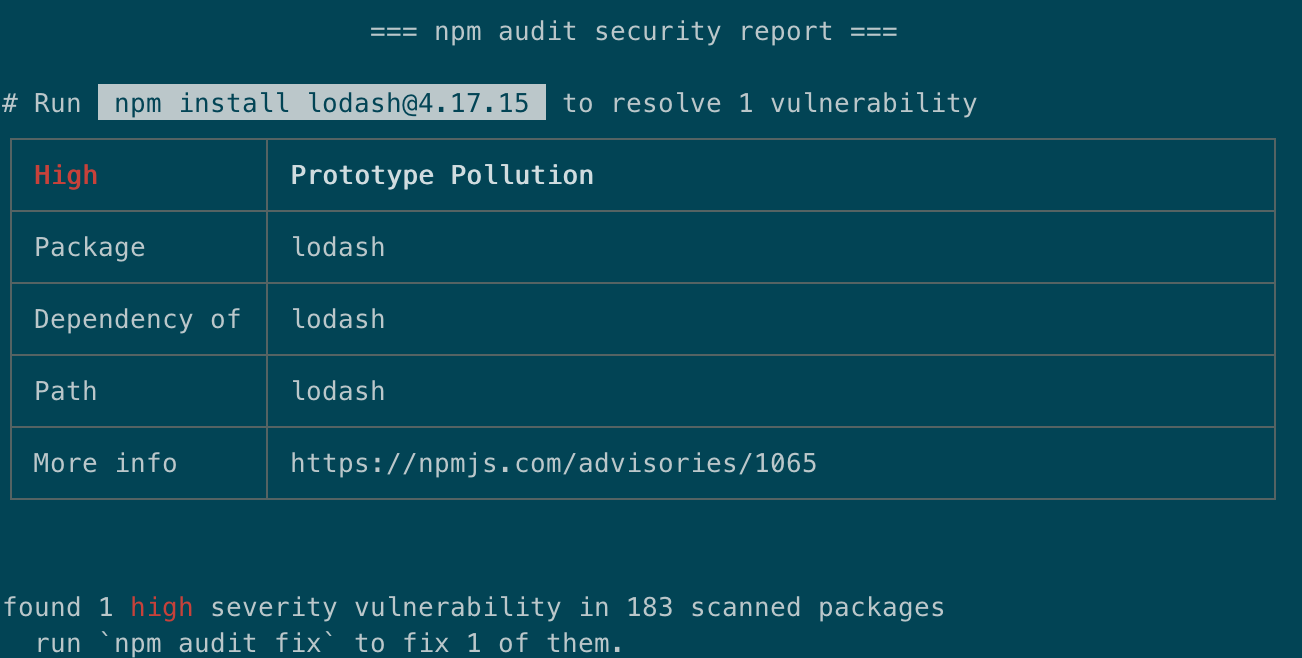 === npm audit security report ===
# Run npm install lodash@4.17.15 to resolve 1 vulnerability
High Prototype Pollution
Package lodash
Dependency of lodash
Path lodash
More info https://npmjs.com/advisories/1065
found 1 high severity vulnerability in 183 scanned packages
run `npm audit fix` to fix 1 of them.